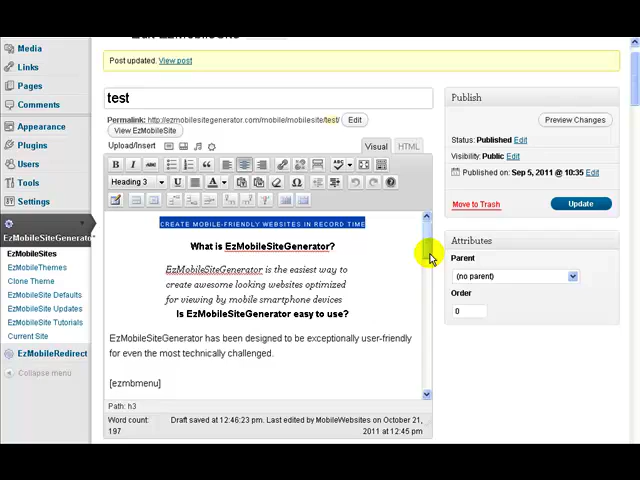 Media
Links
Pages
Comments
Appearance
Plugins
Users
Tools
Settings
EzMobileSiteGenerator
EzMobileSites
EzMobileThemes
Clone Theme
EzMobileSite Defaults
EzMobileSite Updates
EzMobileSite Tutorials
Current Site
EzMobileRedirect
Collapse menu
Post updated. View post
test
Permalink: http://ezmobilesitegenerator.com/mobile/mobilesite/test/ Edit
View EzMobileSite
Upload/Insert
Visual HTML
B I
Heading 3 U A
CREATE MOBILE-FRIENDLY WEBSITES IN RECORD TIME
What is EzMobileSiteGenerator?
EzMobileSiteGenerator is the easiest way to
create awesome looking websites optimized
for viewing by mobile smartphone devices
Is EzMobileSiteGenerator easy to use?
EzMobileSiteGenerator has been designed to be exceptionally user-friendly
for even the most technically challenged.
[ezmbmenu]
Path: h3
Word count: 197
Draft saved at 12:46:23 pm. Last edited by MobileWebsites on October 21,
2011 at 12:45 pm
Publish
Preview Changes
Status: Published Edit
Visibility: Public Edit
Published on: Sep 5, 2011 @ 10:35 Edit
Move to Trash Update
Attributes
Parent
(no parent)
Order
0